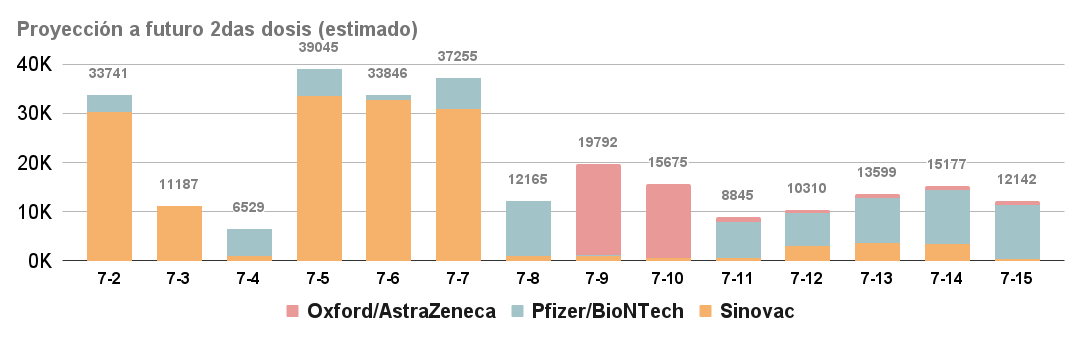 Proyección a futuro 2das dosis (estimado)
40K
30K
20K
10K
0K
33741
11187
6529
39045
33846
37255
12165
19792
15675
8845
10310
13599
15177
12142
7-2 7-3 7-4 7-5 7-6 7-7 7-8 7-9 7-10 7-11 7-12 7-13 7-14 7-15
Oxford/AstraZeneca Pfizer/BioNTech Sinovac